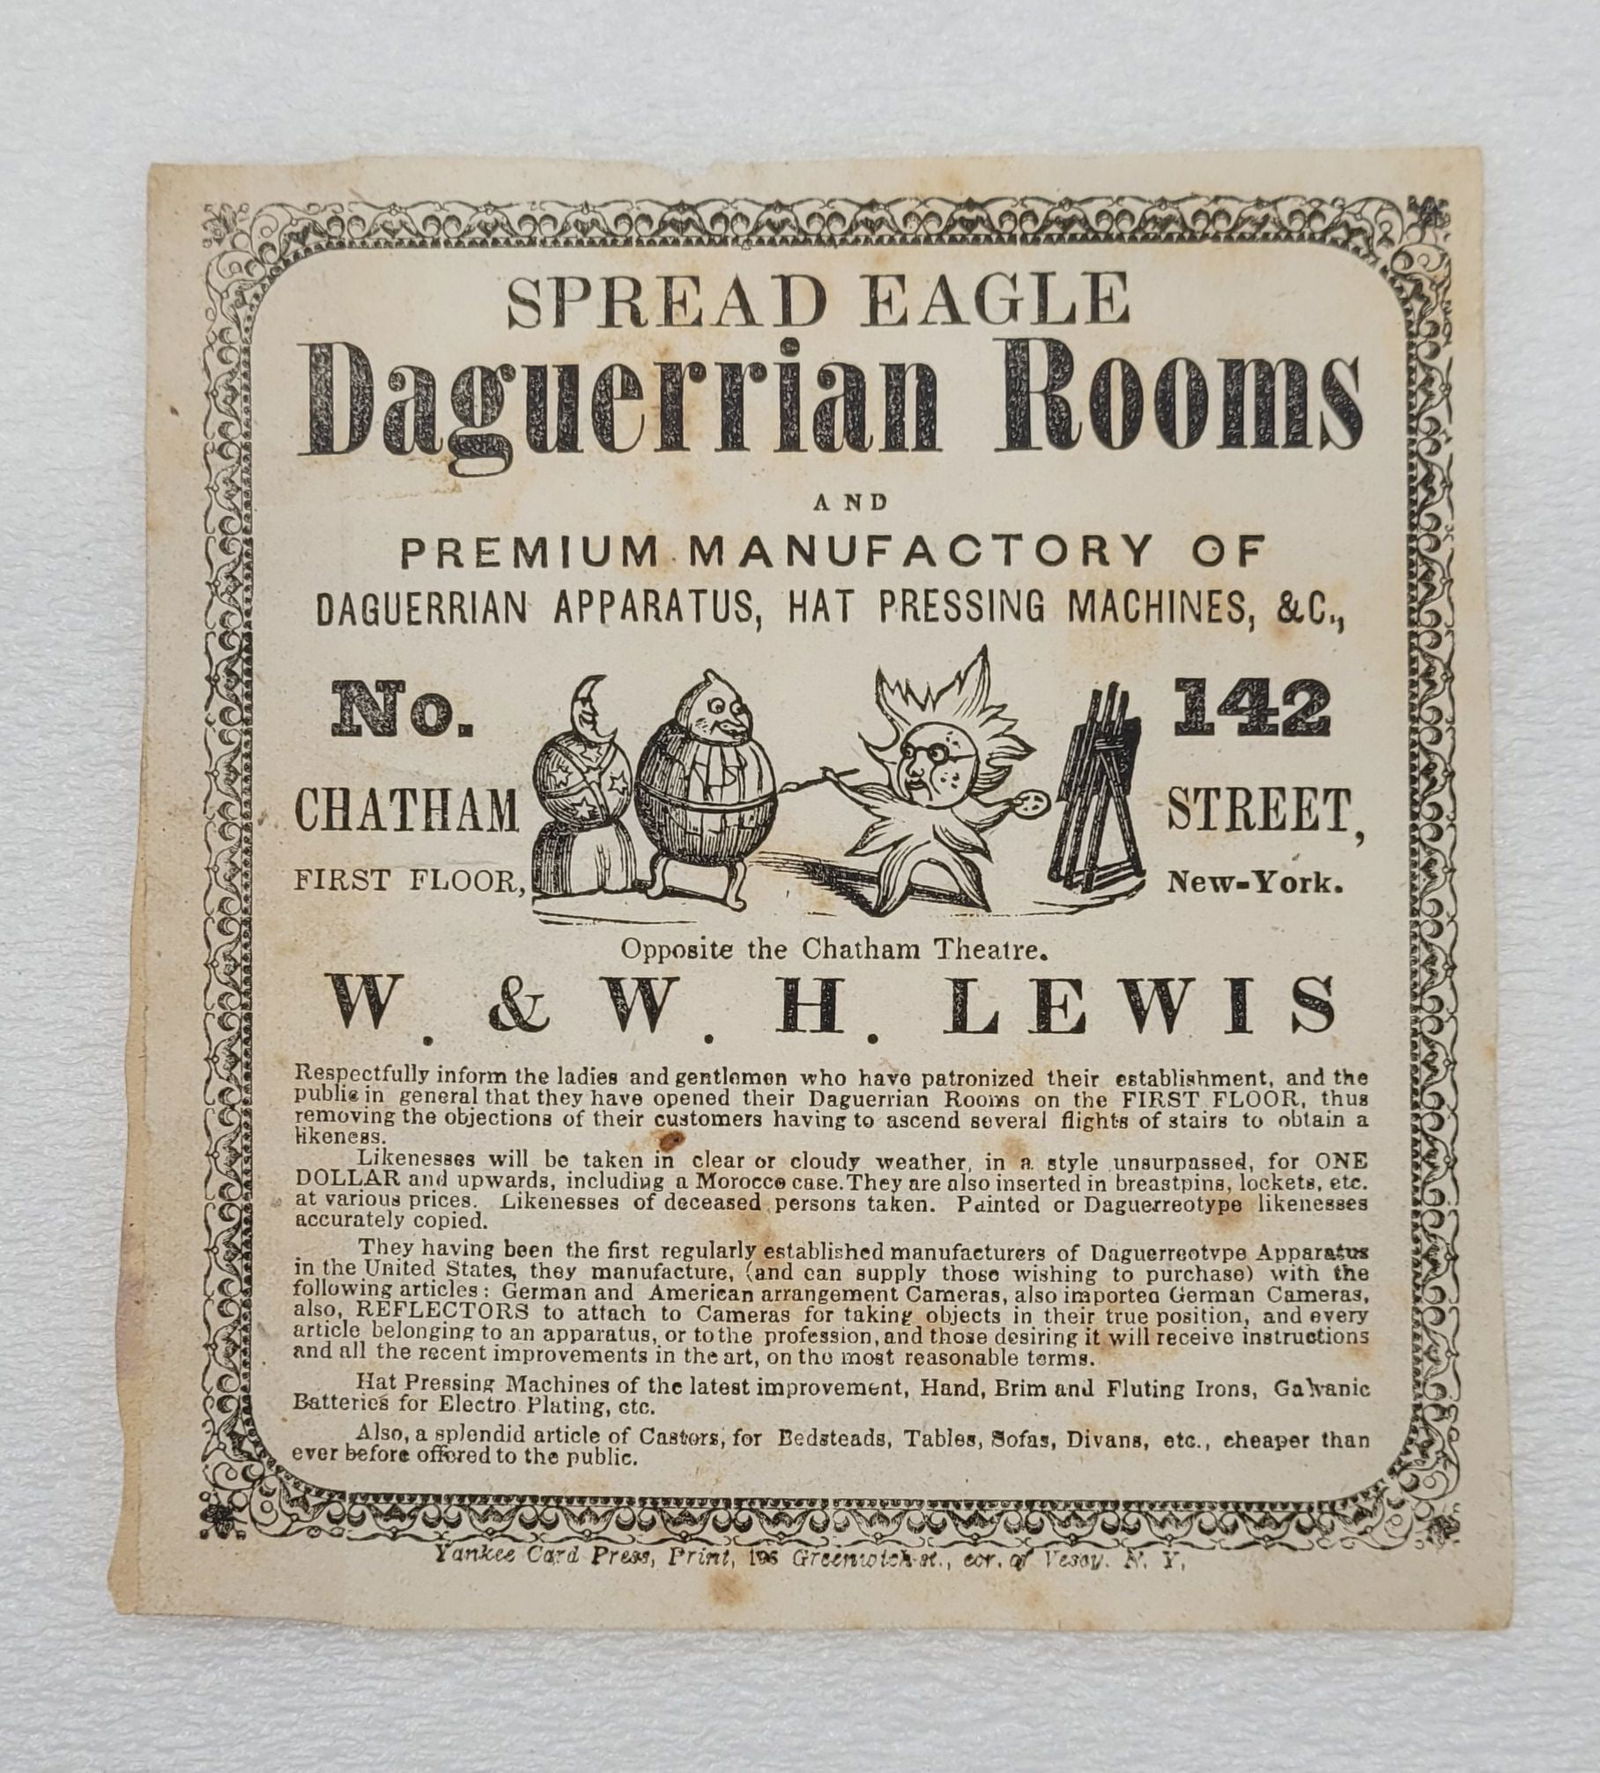 SPREAD EAGLE
Daguerrian Rooms
AND
PREMIUM MANUFACTORY OF
DAGUERRIAN APPARATUS, HAT PRESSING MACHINES, &C.,
No. 142
CHATHAM STREET,
FIRST FLOOR, New-York.
Opposite the Chatham Theatre.
W. & W. H. LEWIS
Respectfully inform the ladies and gentlemen who have patronized their establishment, and the
public in general that they have opened their Daguerrian Rooms on the FIRST FLOOR, thus
removing the objections of their customers having to ascend several flights of stairs to obtain a
likeness.
Likenesses will be taken in clear or cloudy weather, in a style unsurpassed, for ONE
DOLLAR and upwards, including a Morocco case. They are also inserted in breastpins, lockets, etc.
at various prices. Likenesses of deceased persons taken. Painted or Daguerreotype likenesses
accurately copied.
They having been the first regularly established manufacturers of Daguerreotype Apparatus
in the United States, they manufacture, (and can supply those wishing to purchase) with the
following articles: German and American arrangement Cameras, also imported German Cameras,
also, REFLECTORS to attach to Cameras for taking objects in their true position, and every
article belonging to an apparatus, or to the profession, and those desiring it will receive instructions
and all the recent improvements in the art, on the most reasonable terms.
Hat Pressing Machines of the latest improvement, Hand, Brim and Fluting Irons, Galvanic
Batteries for Electro Plating, etc.
Also, a splendid article of Castors, for Bedsteads, Tables, Sofas, Divans, etc., cheaper than
ever before offered to the public.
Yankee Card Press, Print, 196 Greenwich-st., cor. of Vesey. N. Y,